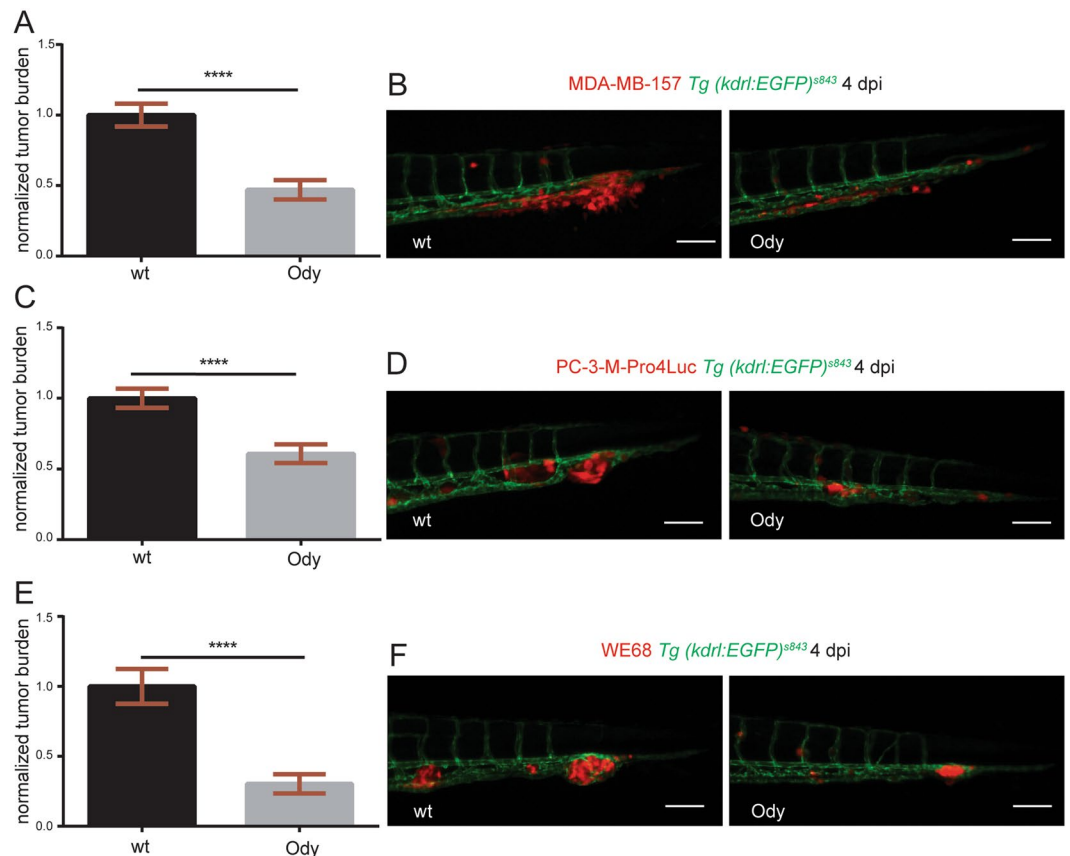 A
normalized tumor burden
1.5
1.0
0.5
0.0
****
wt
Ody
B
MDA-MB-157 Tg (kdrl:EGFP)s843 4 dpi
wt
Ody
C
normalized tumor burden
1.5
1.0
0.5
0.0
****
wt
Ody
D
PC-3-M-Pro4Luc Tg (kdrl:EGFP)s843 4 dpi
wt
Ody
E
normalized tumor burden
1.5
1.0
0.5
0.0
****
wt
Ody
F
WE68 Tg (kdrl:EGFP)s843 4 dpi
wt
Ody